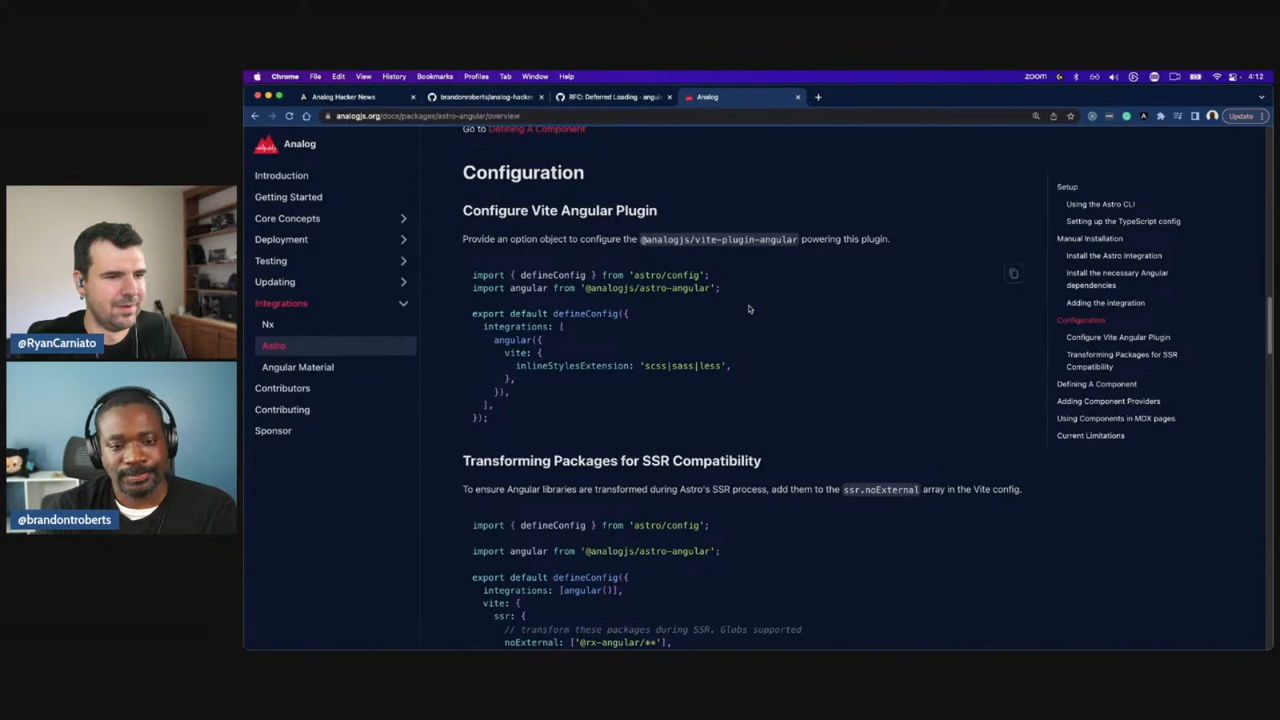 Chrome File Edit View History Bookmarks Profiles Tab Window Help
zoom 4:12
Analog Hacker News
brandonroberts/analog-hacke
RFC: Deferred Loading · angul
Analog
analogjs.org/docs/packages/astro-angular/overview
Update
Analog
Introduction
Getting Started
Core Concepts
Deployment
Testing
Updating
Integrations
Nx
Astro
Angular Material
Contributors
Contributing
Sponsor
Go to Defining A Component
Configuration
Configure Vite Angular Plugin
Provide an option object to configure the @analogjs/vite-plugin-angular powering this plugin.
import { defineConfig } from 'astro/config';
import angular from '@analogjs/astro-angular';
export default defineConfig({
integrations: [
angular({
vite: {
inlineStylesExtension: 'scss|sass|less',
},
}),
],
});
Transforming Packages for SSR Compatibility
To ensure Angular libraries are transformed during Astro's SSR process, add them to the ssr.noExternal array in the Vite config.
import { defineConfig } from 'astro/config';
import angular from '@analogjs/astro-angular';
export default defineConfig({
integrations: [angular()],
vite: {
ssr: {
// transform these packages during SSR. Globs supported
noExternal: ['@rx-angular/**'],
Setup
Using the Astro CLI
Setting up the TypeScript config
Manual Installation
Install the Astro Integration
Install the necessary Angular
dependencies
Adding the integration
Configuration
Configure Vite Angular Plugin
Transforming Packages for SSR
Compatibility
Defining A Component
Adding Component Providers
Using Components in MDX pages
Current Limitations
@RyanCarniato
@brandontroberts